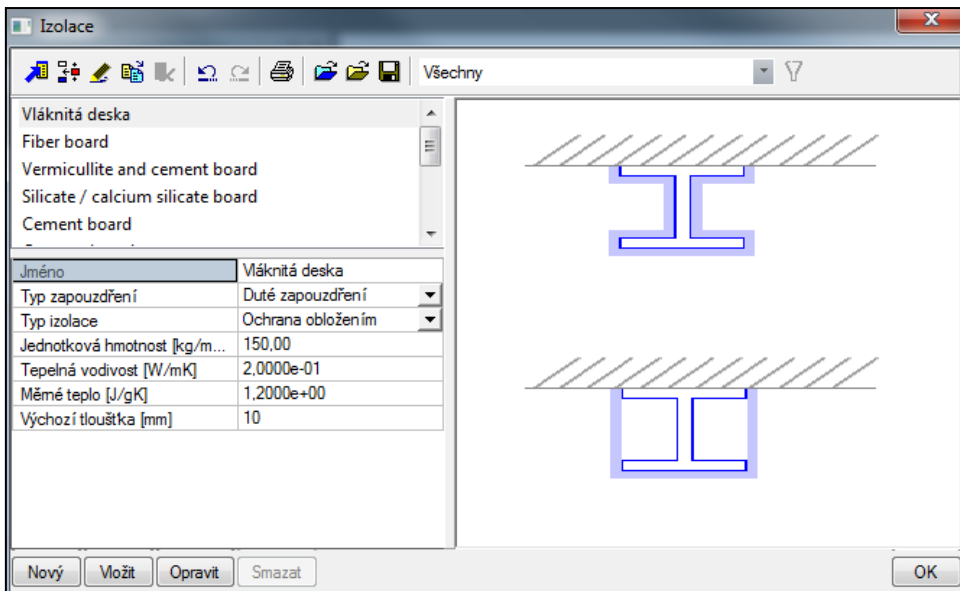 Izolace
Všechny
Vláknitá deska
Fiber board
Vermicullite and cement board
Silicate / calcium silicate board
Cement board
Jméno Vláknitá deska
Typ zapouzdření Duté zapouzdření
Typ izolace Ochrana obložením
Jednotková hmotnost [kg/m... 150,00
Tepelná vodivost [W/mK] 2,0000e-01
Měrné teplo [J/gK] 1,2000e+00
Výchozí tloušťka [mm] 10
Nový Vložit Opravit Smazat OK